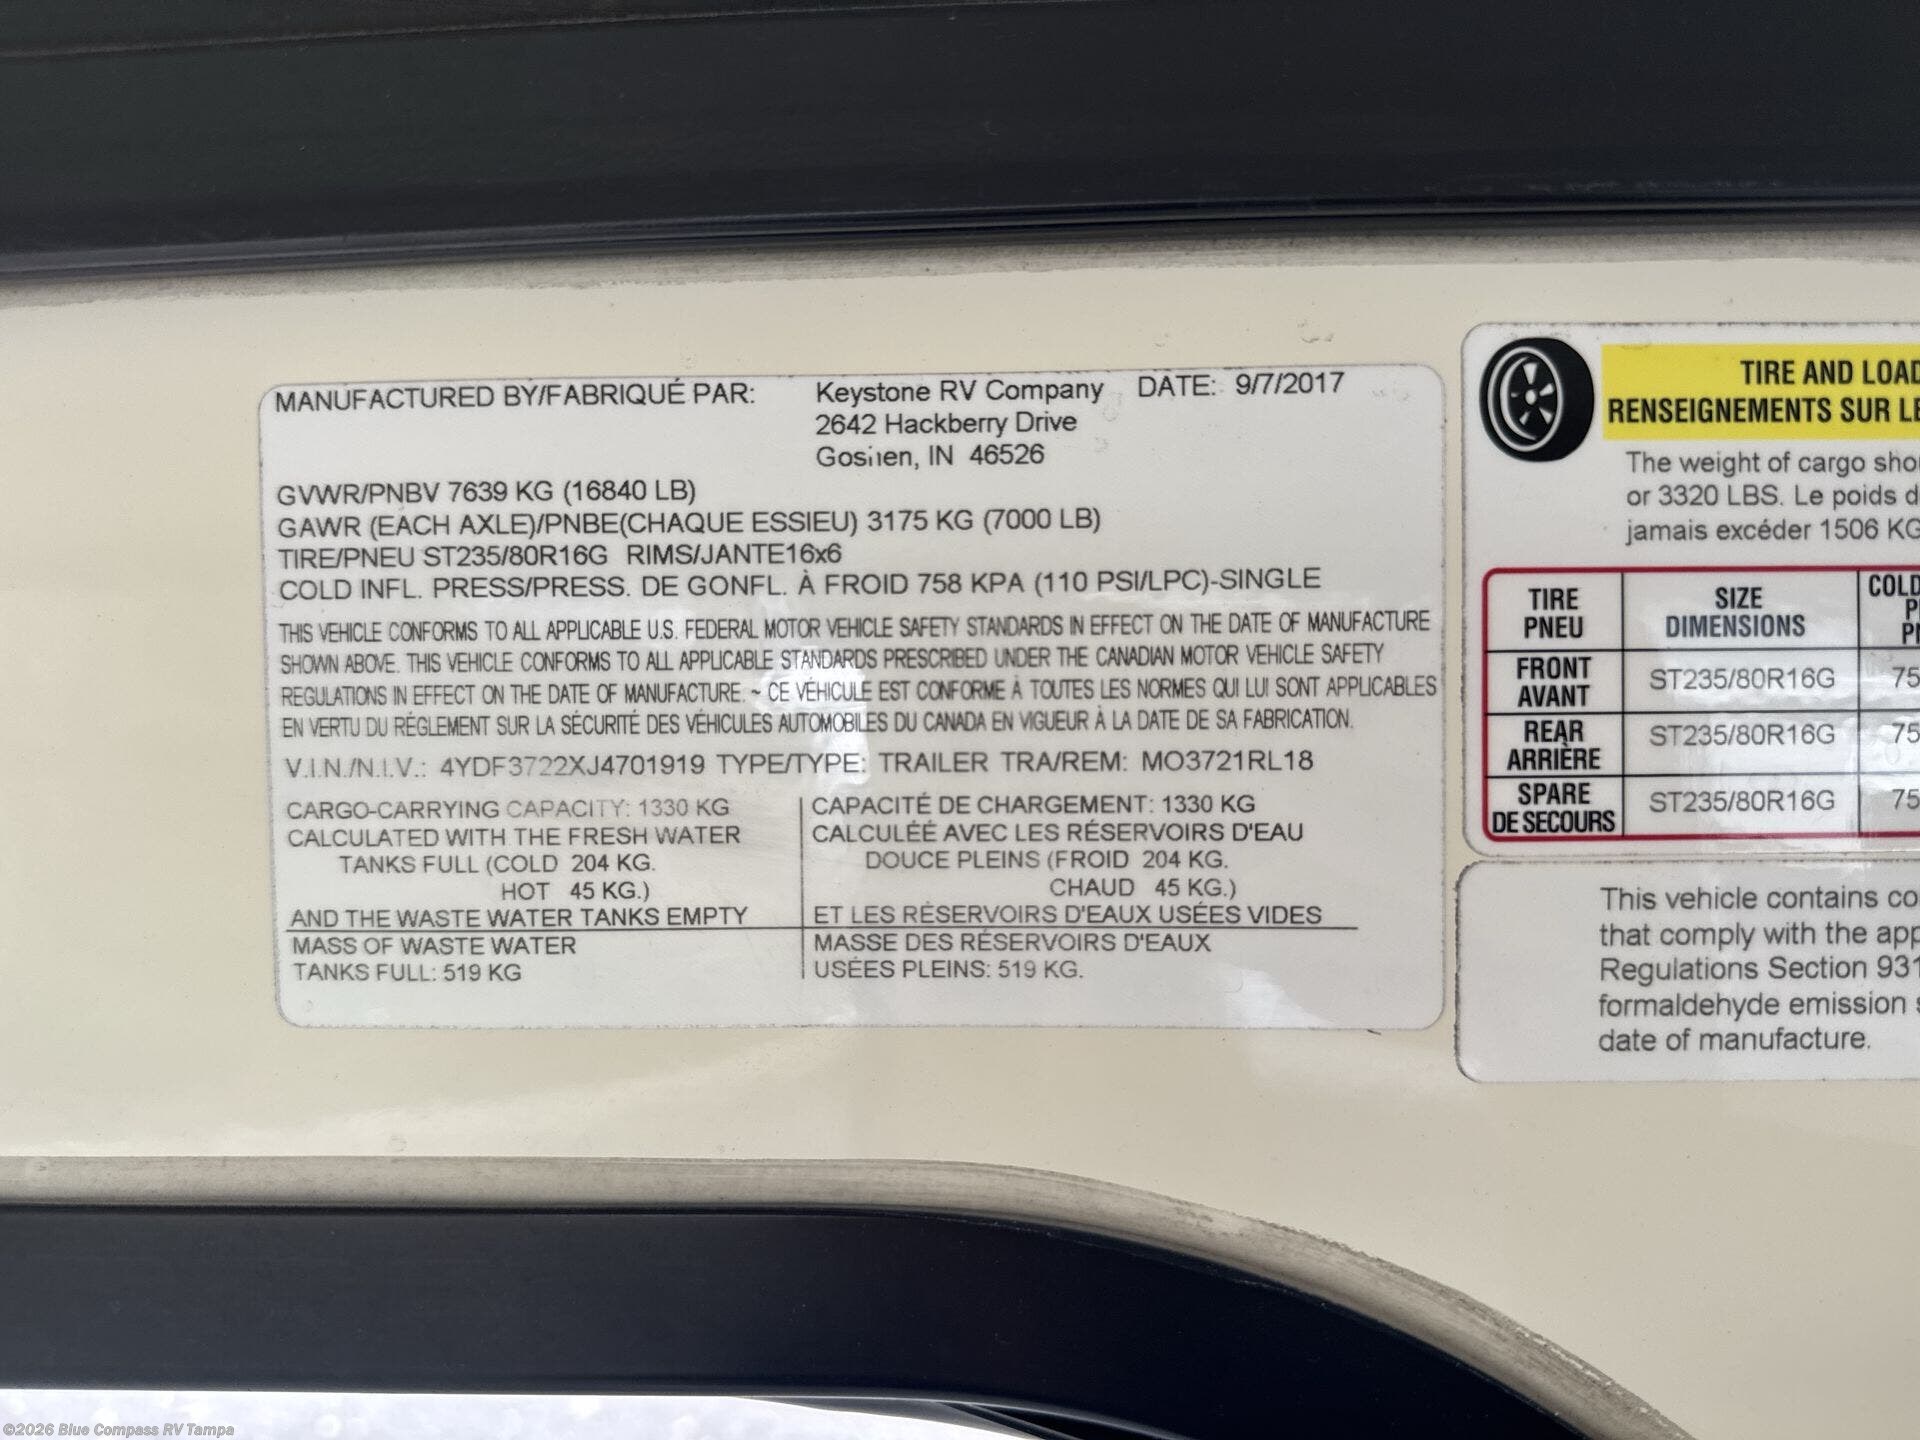 MANUFACTURED BY/FABRIQUÉ PAR: Keystone RV Company DATE: 9/7/2017
2642 Hackberry Drive
Goshen, IN 46526
GVWR/PNBV 7639 KG (16840 LB)
GAWR (EACH AXLE)/PNBE(CHAQUE ESSIEU) 3175 KG (7000 LB)
TIRE/PNEU ST235/80R16G RIMS/JANTE16x6
COLD INFL. PRESS/PRESS. DE GONFL. À FROID 758 KPA (110 PSI/LPC)-SINGLE
THIS VEHICLE CONFORMS TO ALL APPLICABLE U.S. FEDERAL MOTOR VEHICLE SAFETY STANDARDS IN EFFECT ON THE DATE OF MANUFACTURE
SHOWN ABOVE. THIS VEHICLE CONFORMS TO ALL APPLICABLE STANDARDS PRESCRIBED UNDER THE CANADIAN MOTOR VEHICLE SAFETY
REGULATIONS IN EFFECT ON THE DATE OF MANUFACTURE. ~ CE VÉHICULE EST CONFORME À TOUTES LES NORMES QUI LUI SONT APPLICABLES
EN VERTU DU RÉGLEMENT SUR LA SÉCURITÉ DES VÉHICULES AUTOMOBILES DU CANADA EN VIGUEUR À LA DATE DE SA FABRICATION.
V.I.N./N.I.V.: 4YDF3722XJ4701919 TYPE/TYPE: TRAILER TRA/REM: MO3721RL18
CARGO-CARRYING CAPACITY: 1330 KG
CALCULATED WITH THE FRESH WATER
TANKS FULL (COLD 204 KG.
HOT 45 KG.)
AND THE WASTE WATER TANKS EMPTY
MASS OF WASTE WATER
TANKS FULL: 519 KG
CAPACITÉ DE CHARGEMENT: 1330 KG
CALCULÉÉ AVEC LES RÉSERVOIRS D'EAU
DOUCE PLEINS (FROID 204 KG.
CHAUD 45 KG.)
ET LES RÉSERVOIRS D'EAUX USÉES VIDES
MASSE DES RÉSERVOIRS D'EAUX
USÉES PLEINS: 519 KG.
TIRE AND LOAD
RENSEIGNEMENTS SUR LE
The weight of cargo sho
or 3320 LBS. Le poids d
jamais excéder 1506 KG
TIRE SIZE COLD
PNEU DIMENSIONS
FRONT AVANT ST235/80R16G 75
REAR ARRIÈRE ST235/80R16G 75
SPARE DE SECOURS ST235/80R16G 75
This vehicle contains co
that comply with the app
Regulations Section 931
formaldehyde emission
date of manufacture.
©2026 Blue Compass RV Tampa